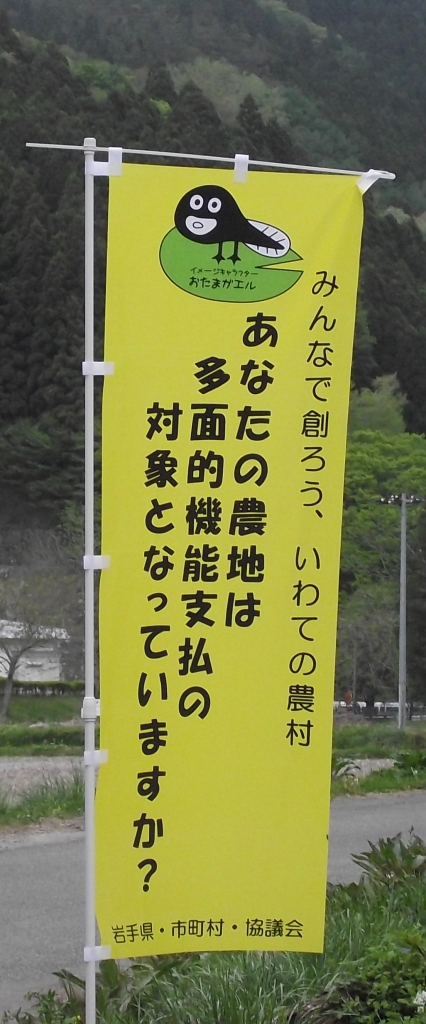 イメージキャラクター
おたまガエル
みんなで創ろう、いわての農村
あなたの農地は
多面的機能支払の
対象となっていますか?
岩手県・市町村・協議会